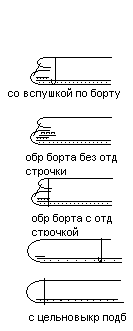 со вспушкой по борту
обр борта без отд
строчки
обр борта с отд
строчкой
с цельновыкр подб